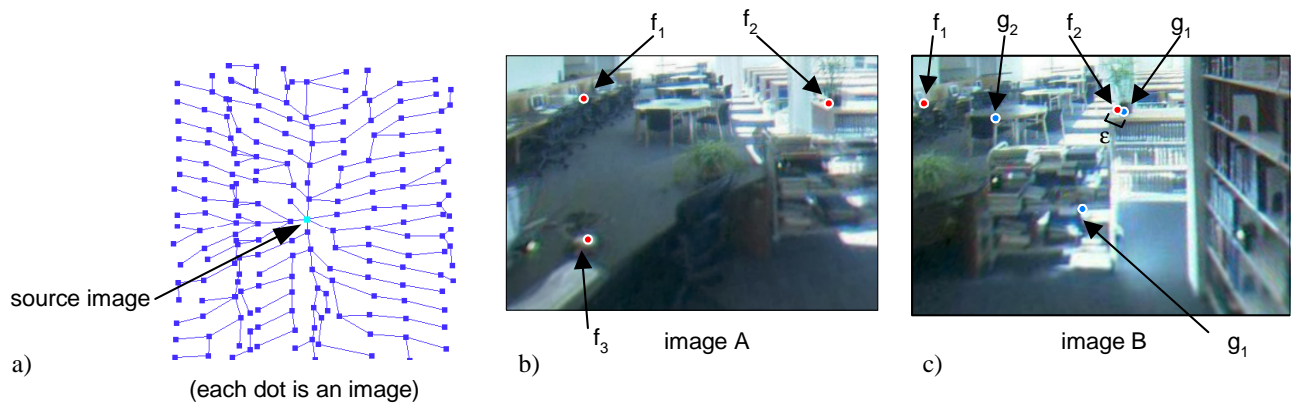 source image
a)
(each dot is an image)
f1
f2
f3
image A
b)
f1
g2
f2
g1
ε
image B
g1
c)